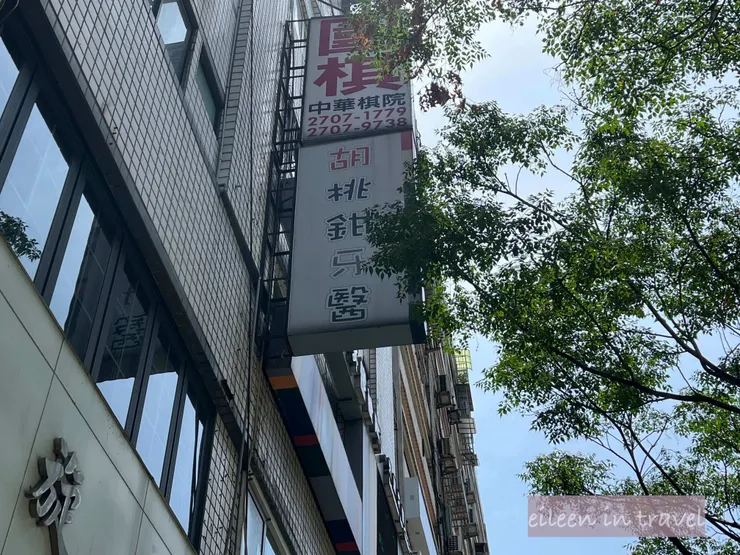 圍棋
中華棋院
2707-1779
2707-9738
胡桃鉗牙醫
eileen in travel